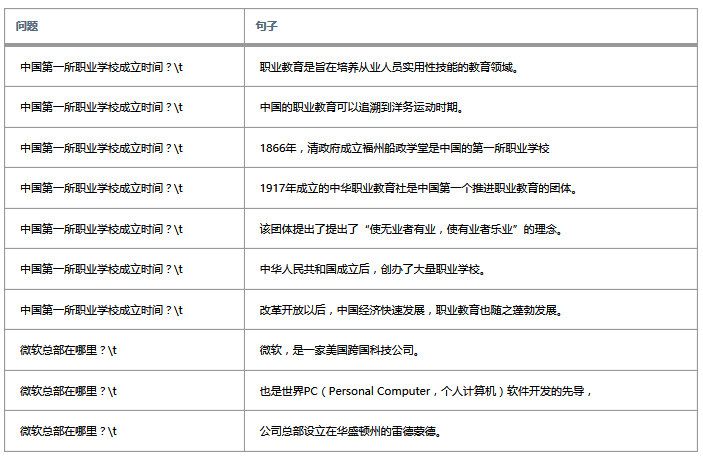 问题 句子
中国第一所职业学校成立时间？\t 职业教育是旨在培养从业人员实用性技能的教育领域。
中国第一所职业学校成立时间？\t 中国的职业教育可以追溯到洋务运动时期。
中国第一所职业学校成立时间？\t 1866年，清政府成立福州船政学堂是中国的第一所职业学校
中国第一所职业学校成立时间？\t 1917年成立的中华职业教育社是中国第一个推进职业教育的团体。
中国第一所职业学校成立时间？\t 该团体提出了提出了“使无业者有业，使有业者乐业”的理念。
中国第一所职业学校成立时间？\t 中华人民共和国成立后，创办了大量职业学校。
中国第一所职业学校成立时间？\t 改革开放以后，中国经济快速发展，职业教育也随之蓬勃发展。
微软总部在哪里？\t 微软，是一家美国跨国科技公司。
微软总部在哪里？\t 也是世界PC（Personal Computer，个人计算机）软件开发的先导，
微软总部在哪里？\t 公司总部设立在华盛顿州的雷德蒙德。